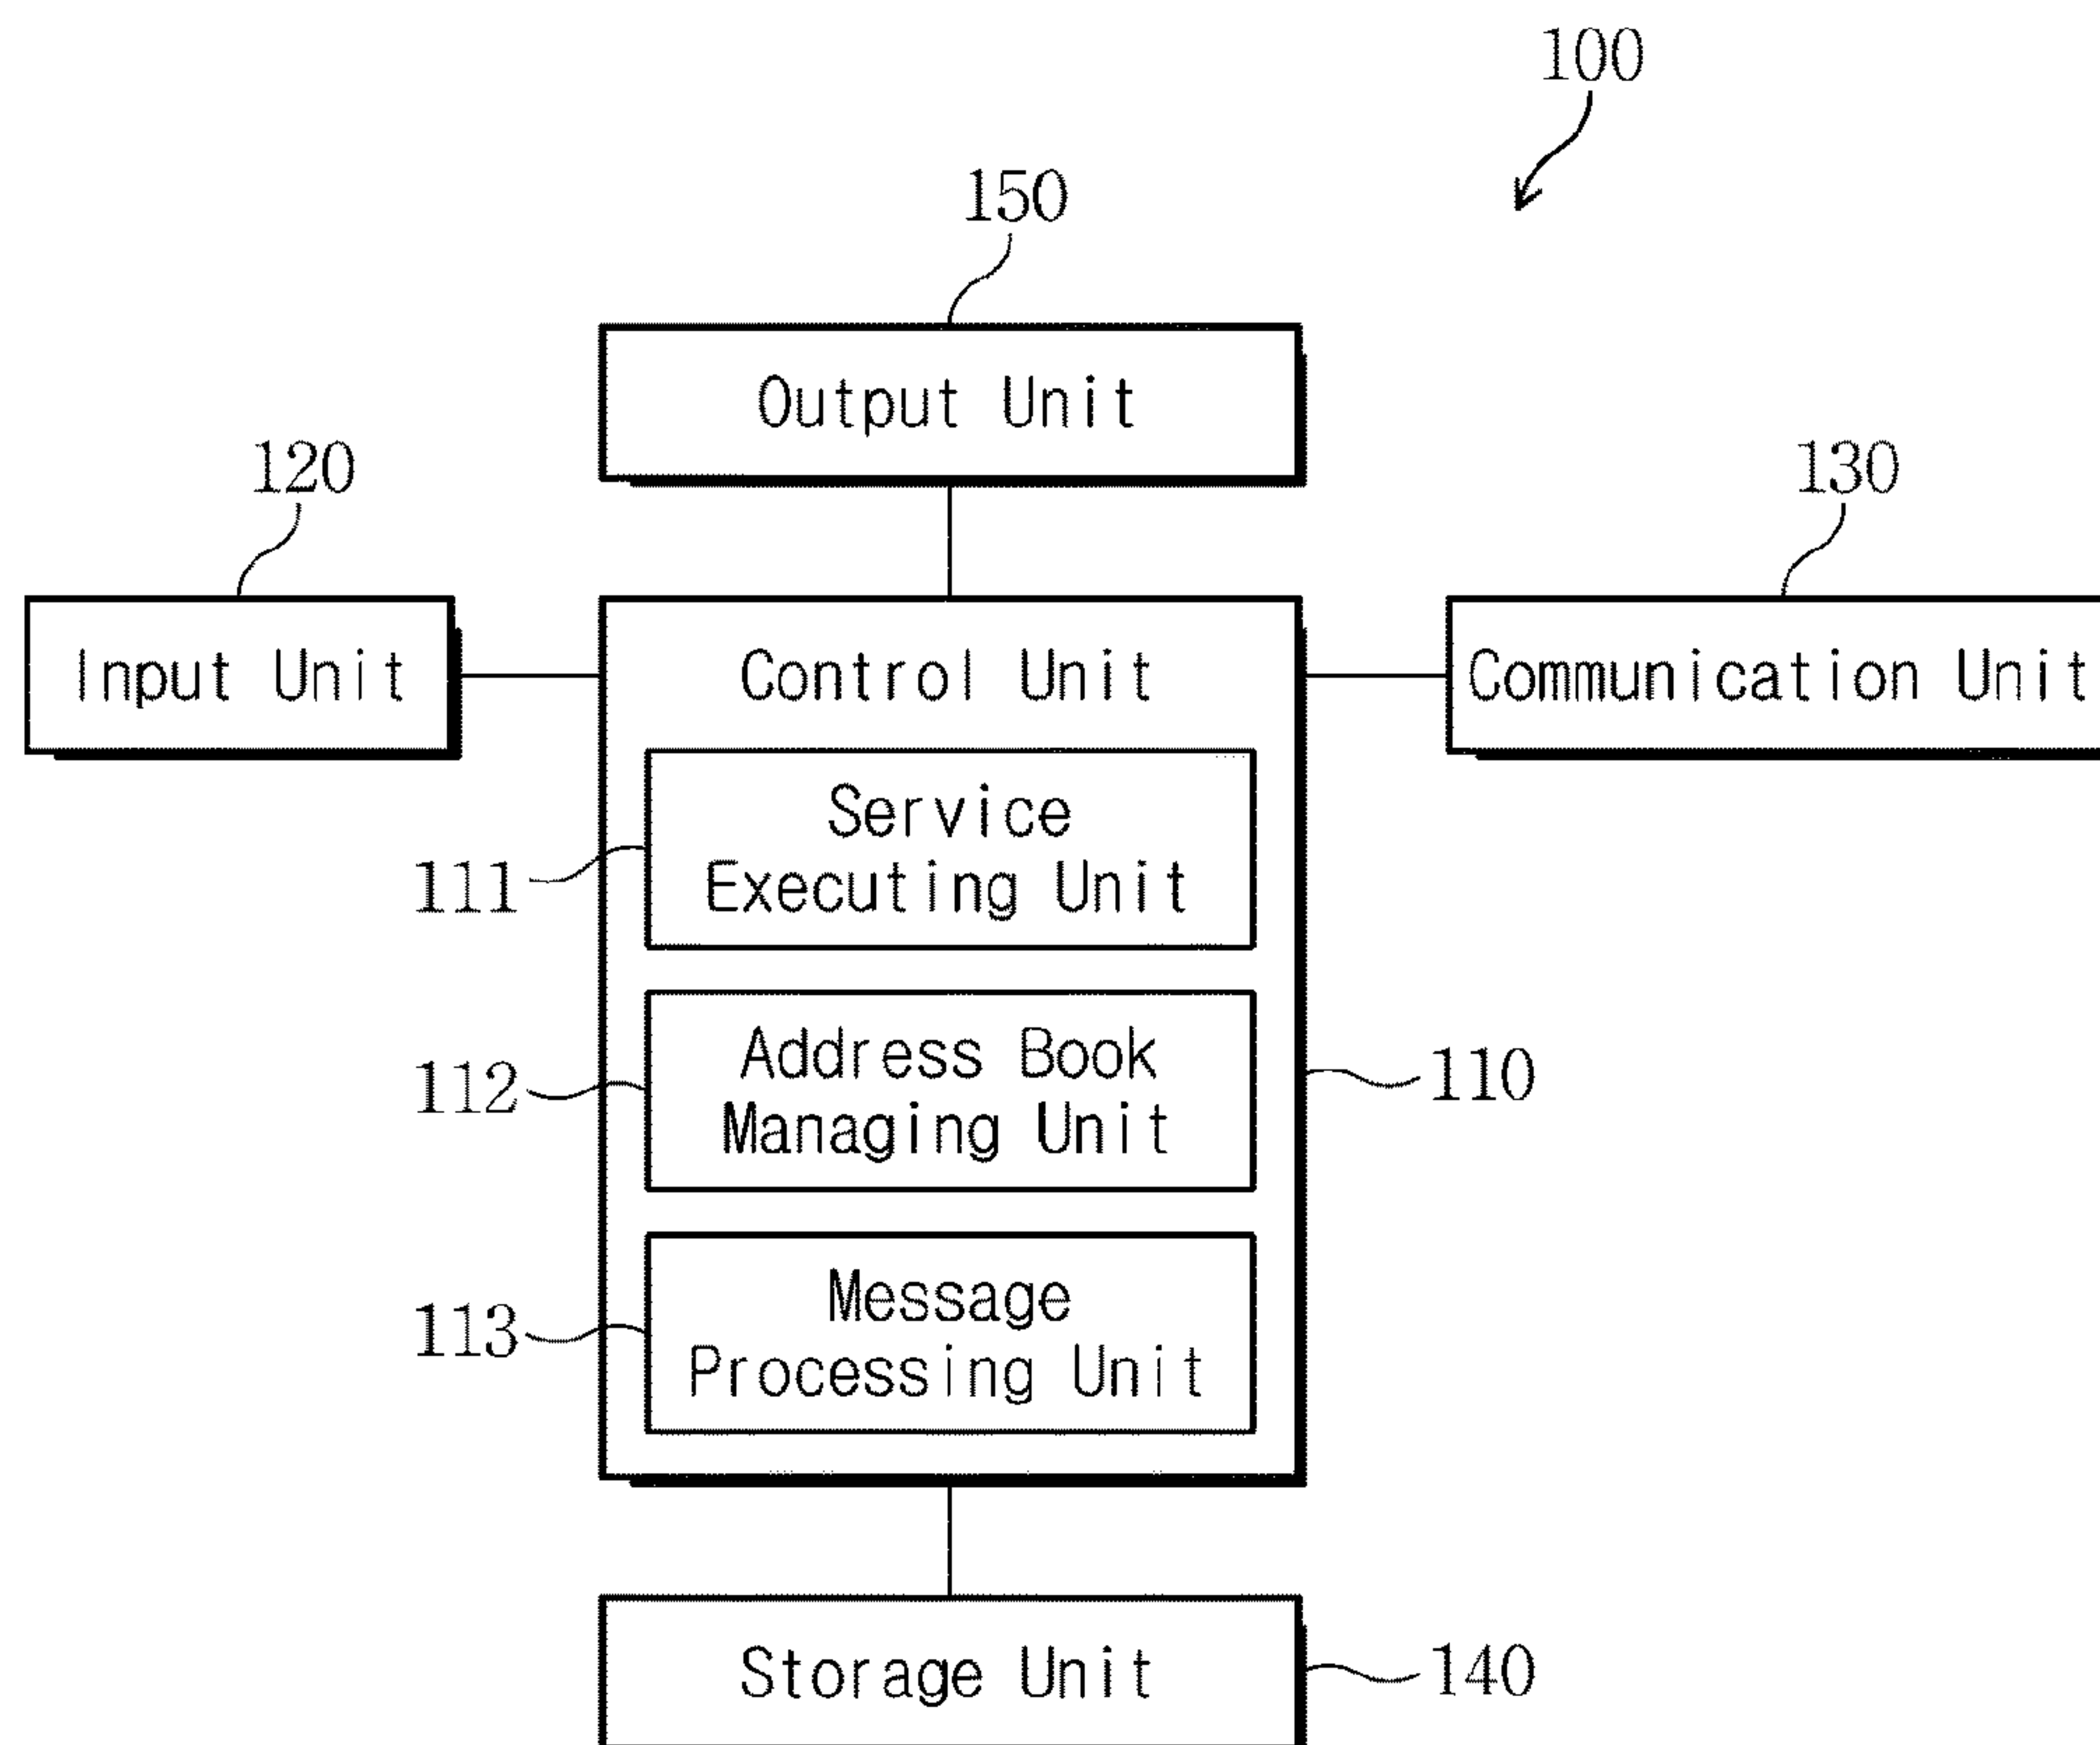 100
150
Output Unit
120
130
Input Unit
Control Unit
Communication Unit
Service
Executing Unit
111
Address Book
Managing Unit
112
110
Message
Processing Unit
113
Storage Unit
140